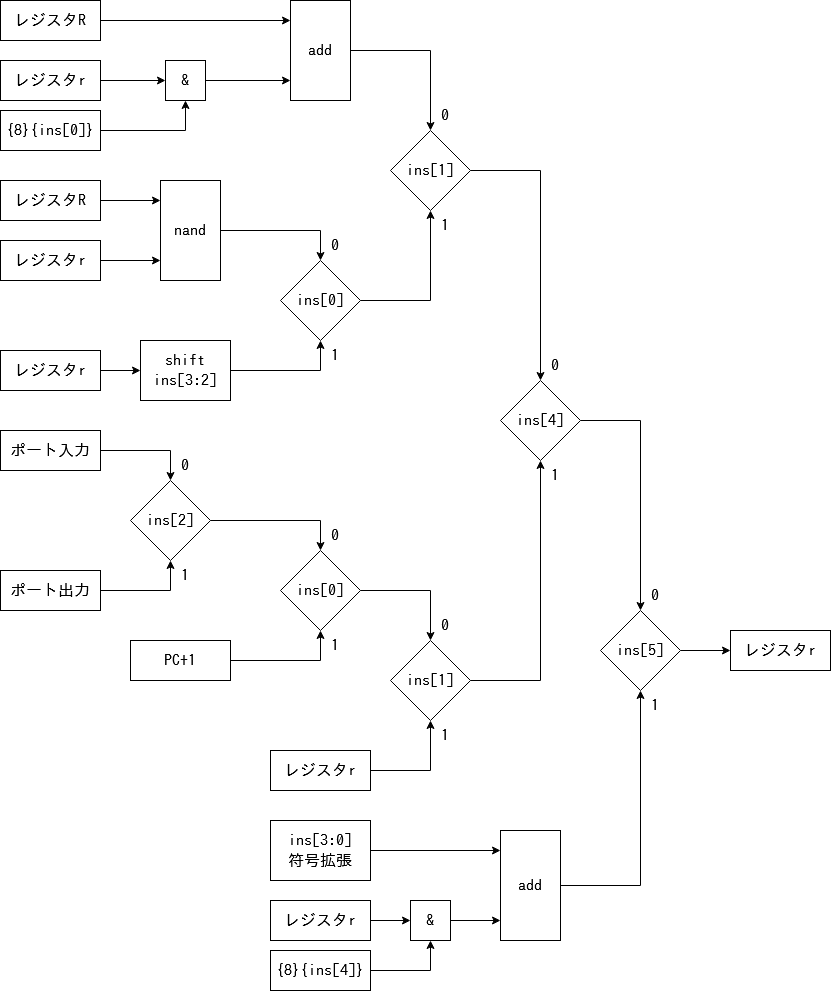 レジスタR
add
レジスタr
&
{8}{ins[0]}
0
ins[1]
1
レジスタR
nand
レジスタr
0
ins[0]
1
レジスタr
shift
ins[3:2]
0
ins[4]
1
ポート入力
0
ins[2]
1
ポート出力
0
ins[0]
1
PC+1
0
ins[1]
1
レジスタr
0
ins[5]
1
レジスタr
ins[3:0]
符号拡張
add
レジスタr
&
{8}{ins[4]}